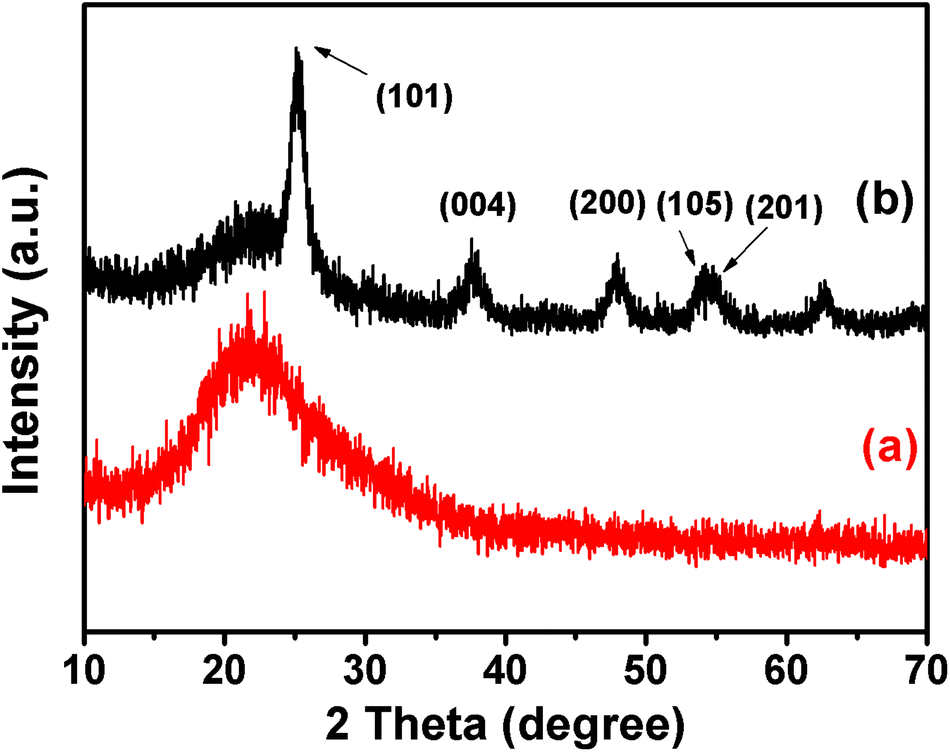 (101)
(004) (200) (105) (201) (b)
(a)
Intensity (a.u.)
10 20 30 40 50 60 70
2 Theta (degree)